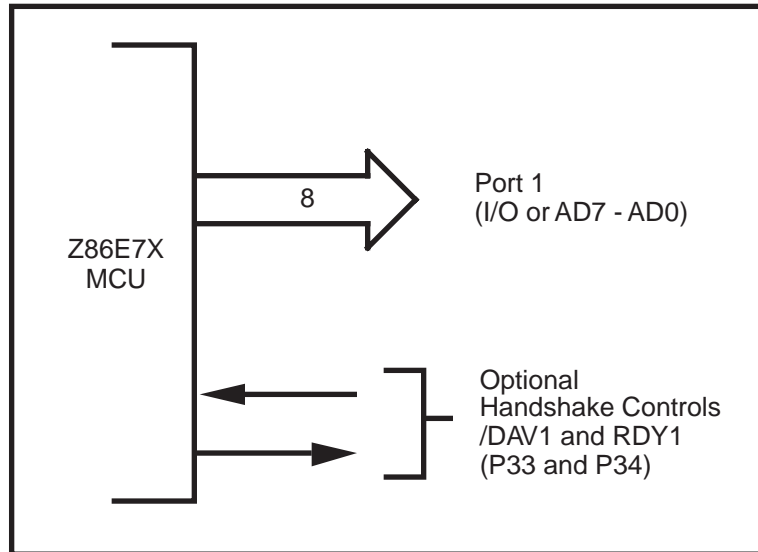 Z86E7X
MCU
8
Port 1
(I/O or AD7 - AD0)
Optional
Handshake Controls
/DAV1 and RDY1
(P33 and P34)